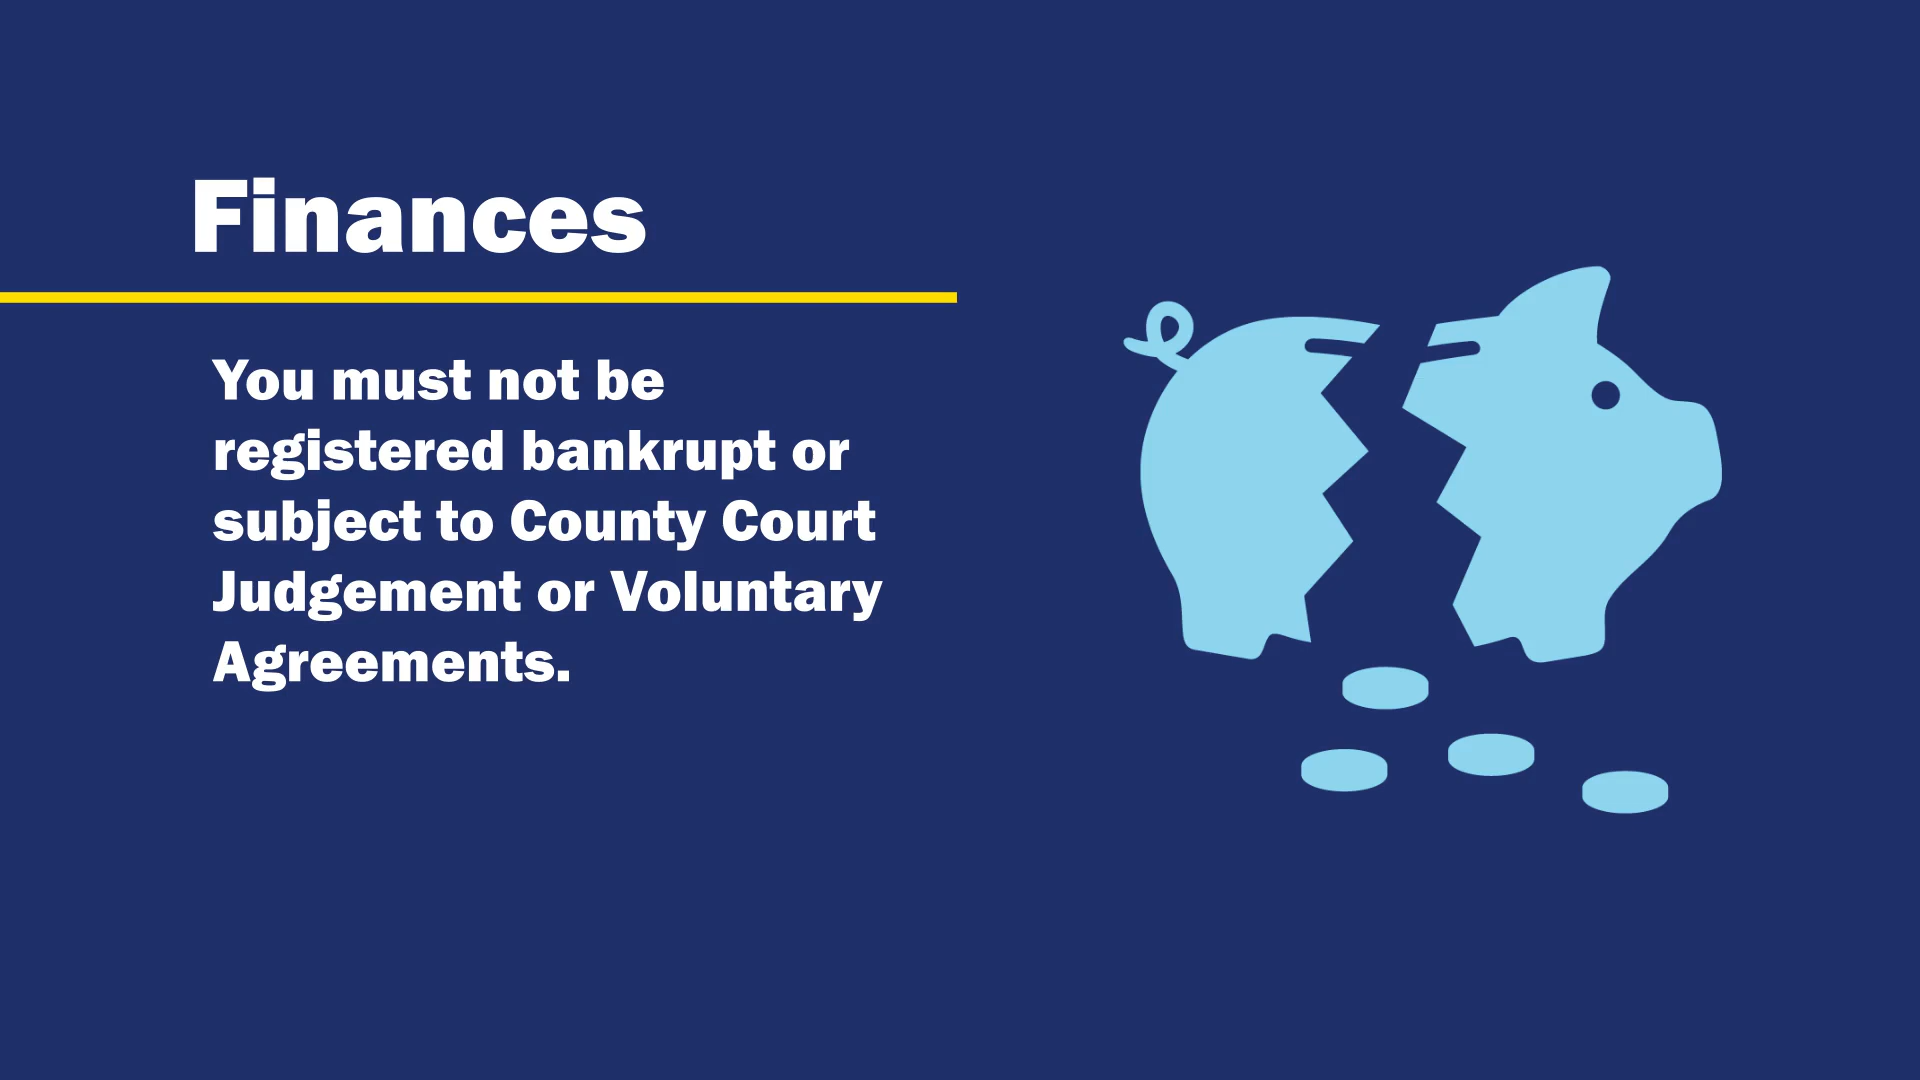 Finances
You must not be
registered bankrupt or
subject to County Court
Judgement or Voluntary
Agreements.